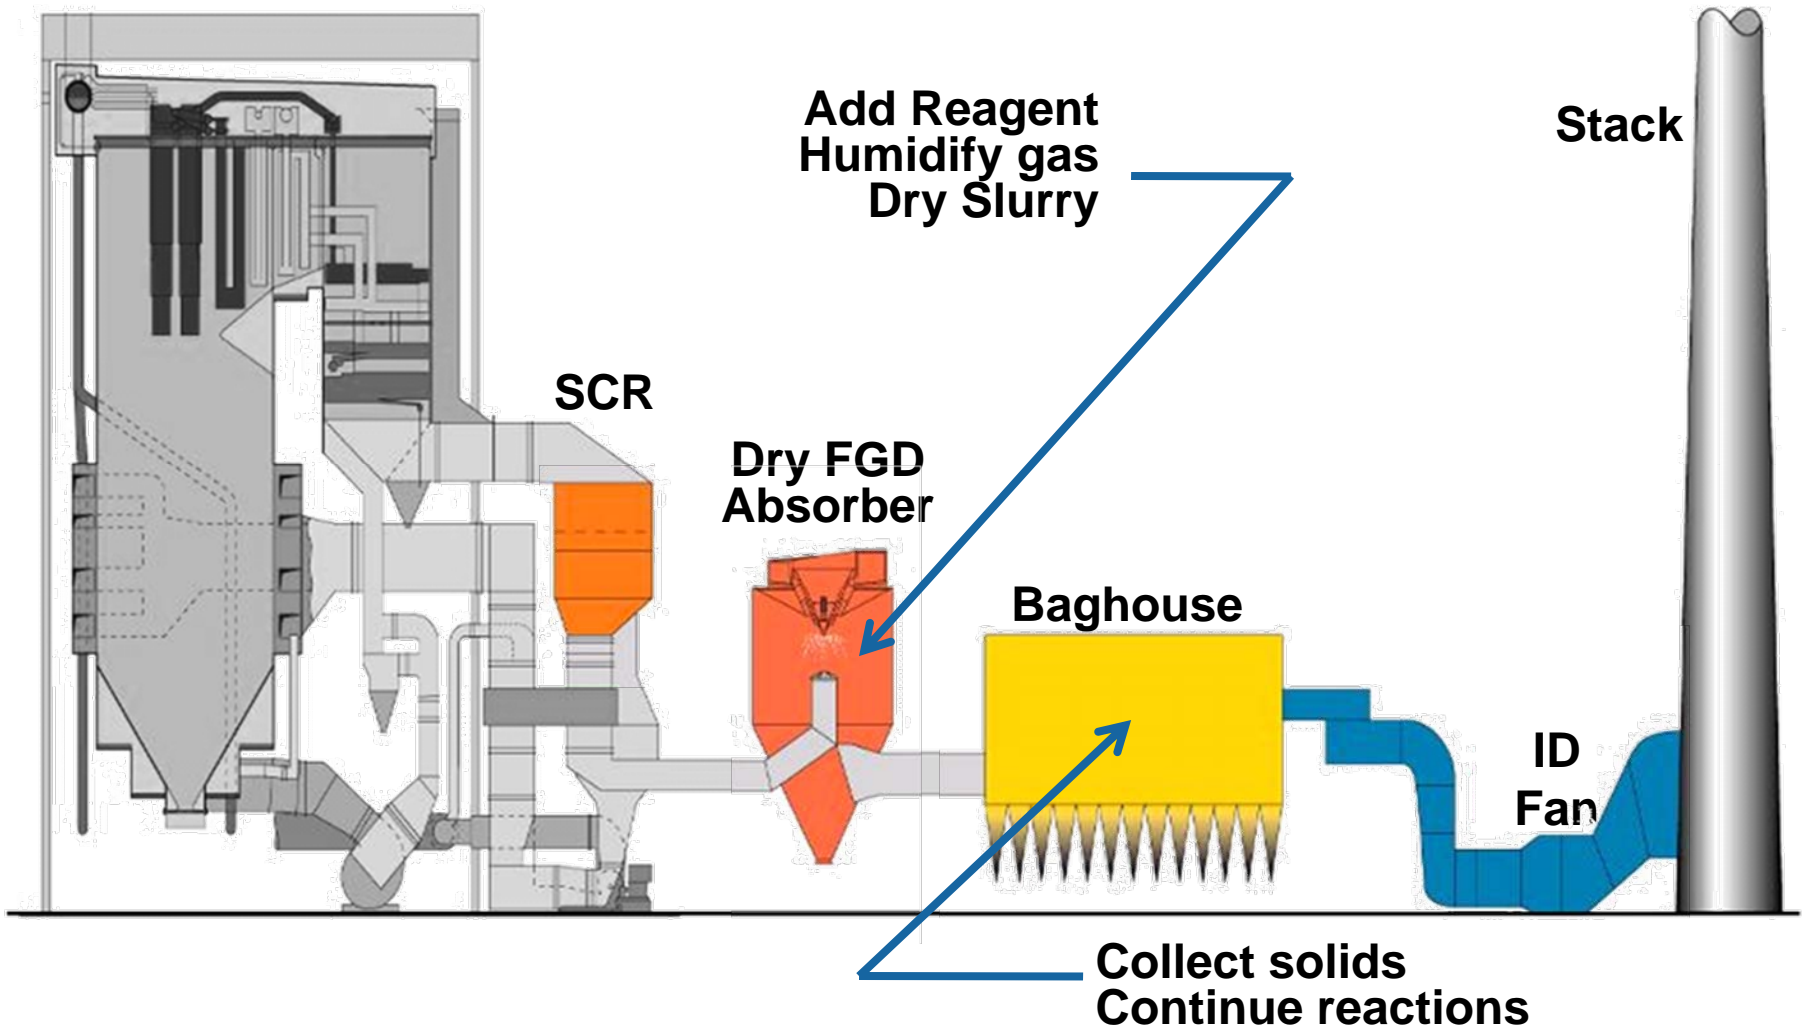 Add Reagent
Humidify gas
Dry Slurry
Stack
SCR
Dry FGD
Absorber
Baghouse
ID
Fan
Collect solids
Continue reactions